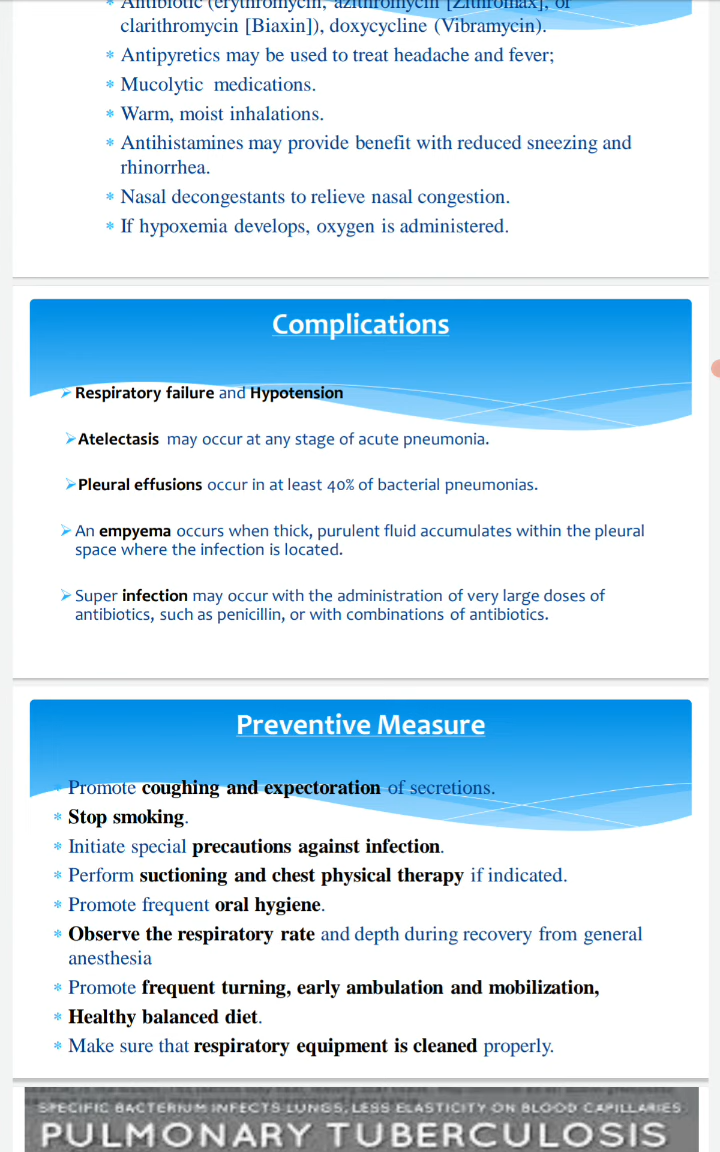 Antibiotic (erythromycin, azithromycin [Zithromax], or
clarithromycin [Biaxin]), doxycycline (Vibramycin).
* Antipyretics may be used to treat headache and fever;
* Mucolytic medications.
* Warm, moist inhalations.
* Antihistamines may provide benefit with reduced sneezing and
rhinorrhea.
* Nasal decongestants to relieve nasal congestion.
* If hypoxemia develops, oxygen is administered.
Complications
➢ Respiratory failure and Hypotension
➢ Atelectasis may occur at any stage of acute pneumonia.
➢ Pleural effusions occur in at least 40% of bacterial pneumonias.
➢ An empyema occurs when thick, purulent fluid accumulates within the pleural
space where the infection is located.
➢ Super infection may occur with the administration of very large doses of
antibiotics, such as penicillin, or with combinations of antibiotics.
Preventive Measure
* Promote coughing and expectoration of secretions.
* Stop smoking.
* Initiate special precautions against infection.
* Perform suctioning and chest physical therapy if indicated.
* Promote frequent oral hygiene.
* Observe the respiratory rate and depth during recovery from general
anesthesia
* Promote frequent turning, early ambulation and mobilization,
* Healthy balanced diet.
* Make sure that respiratory equipment is cleaned properly.
SPECIFIC BACTERIUM INFECTS LUNGS, LESS ELASTICITY ON BLOOD CAPILLARIES
PULMONARY TUBERCULOSIS